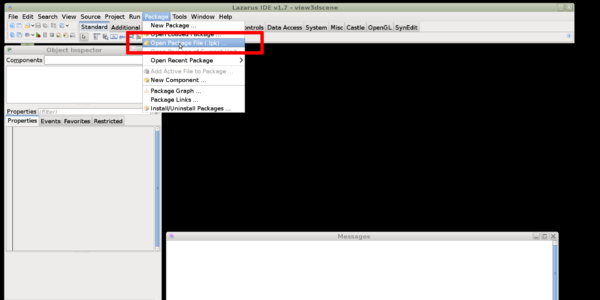 Lazarus IDE v1.7 - view3dscene
File Edit Search View Source Project Run Package Tools Window Help
Standard Additional
ntrols Data Access System Misc Castle OpenGL SynEdit
New Package ...
Open Loaded Package ...
Open Package File (.lpk) ...
Open Recent Package
Add Active File to Package ...
New Component ...
Package Graph ...
Package Links ...
Install/Uninstall Packages ...
Object Inspector
Components
Properties (filter)
Properties Events Favorites Restricted
Messages